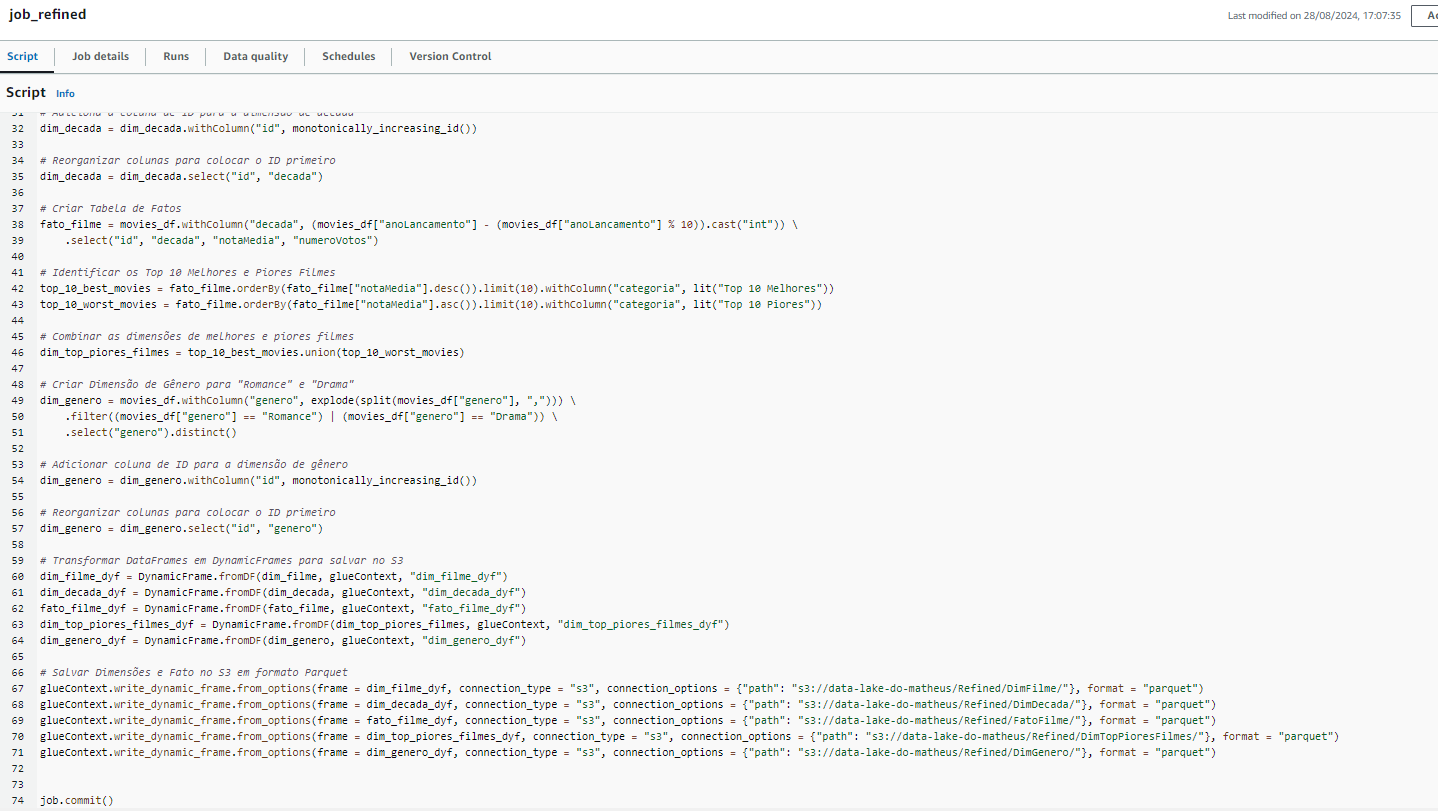 job_refined
Last modified on 28/08/2024, 17:07:35
Script
Job details
Runs
Data quality
Schedules
Version Control
Script Info
31 # Adiciona a coluna de ID para a dimensão de década
32 dim_decada = dim_decada.withColumn("id", monotonically_increasing_id())
33
34 # Reorganizar colunas para colocar o ID primeiro
35 dim_decada = dim_decada.select("id", "decada")
36
37 # Criar Tabela de Fatos
38 fato_filme = movies_df.withColumn("decada", (movies_df["anoLancamento"] - (movies_df["anoLancamento"] % 10)).cast("int")) \
39 .select("id", "decada", "notaMedia", "numeroVotos")
40
41 # Identificar os Top 10 Melhores e Piores Filmes
42 top_10_best_movies = fato_filme.orderBy(fato_filme["notaMedia"].desc()).limit(10).withColumn("categoria", lit("Top 10 Melhores"))
43 top_10_worst_movies = fato_filme.orderBy(fato_filme["notaMedia"].asc()).limit(10).withColumn("categoria", lit("Top 10 Piores"))
44
45 # Combinar as dimensões de melhores e piores filmes
46 dim_top_piores_filmes = top_10_best_movies.union(top_10_worst_movies)
47
48 # Criar Dimensão de Gênero para "Romance" e "Drama"
49 dim_genero = movies_df.withColumn("genero", explode(split(movies_df["genero"], ","))) \
50 .filter((movies_df["genero"] == "Romance") | (movies_df["genero"] == "Drama")) \
51 .select("genero").distinct()
52
53 # Adicionar coluna de ID para a dimensão de gênero
54 dim_genero = dim_genero.withColumn("id", monotonically_increasing_id())
55
56 # Reorganizar colunas para colocar o ID primeiro
57 dim_genero = dim_genero.select("id", "genero")
58
59 # Transformar DataFrames em DynamicFrames para salvar no S3
60 dim_filme_dyf = DynamicFrame.fromDF(dim_filme, glueContext, "dim_filme_dyf")
61 dim_decada_dyf = DynamicFrame.fromDF(dim_decada, glueContext, "dim_decada_dyf")
62 fato_filme_dyf = DynamicFrame.fromDF(fato_filme, glueContext, "fato_filme_dyf")
63 dim_top_piores_filmes_dyf = DynamicFrame.fromDF(dim_top_piores_filmes, glueContext, "dim_top_piores_filmes_dyf")
64 dim_genero_dyf = DynamicFrame.fromDF(dim_genero, glueContext, "dim_genero_dyf")
65
66 # Salvar Dimensões e Fato no S3 em formato Parquet
67 glueContext.write_dynamic_frame.from_options(frame = dim_filme_dyf, connection_type = "s3", connection_options = {"path": "s3://data-lake-do-matheus/Refined/DimFilme/"}, format = "parquet")
68 glueContext.write_dynamic_frame.from_options(frame = dim_decada_dyf, connection_type = "s3", connection_options = {"path": "s3://data-lake-do-matheus/Refined/DimDecada/"}, format = "parquet")
69 glueContext.write_dynamic_frame.from_options(frame = fato_filme_dyf, connection_type = "s3", connection_options = {"path": "s3://data-lake-do-matheus/Refined/FatoFilme/"}, format = "parquet")
70 glueContext.write_dynamic_frame.from_options(frame = dim_top_piores_filmes_dyf, connection_type = "s3", connection_options = {"path": "s3://data-lake-do-matheus/Refined/DimTopPioresFilmes/"}, format = "parquet")
71 glueContext.write_dynamic_frame.from_options(frame = dim_genero_dyf, connection_type = "s3", connection_options = {"path": "s3://data-lake-do-matheus/Refined/DimGenero/"}, format = "parquet")
72
73
74 job.commit()